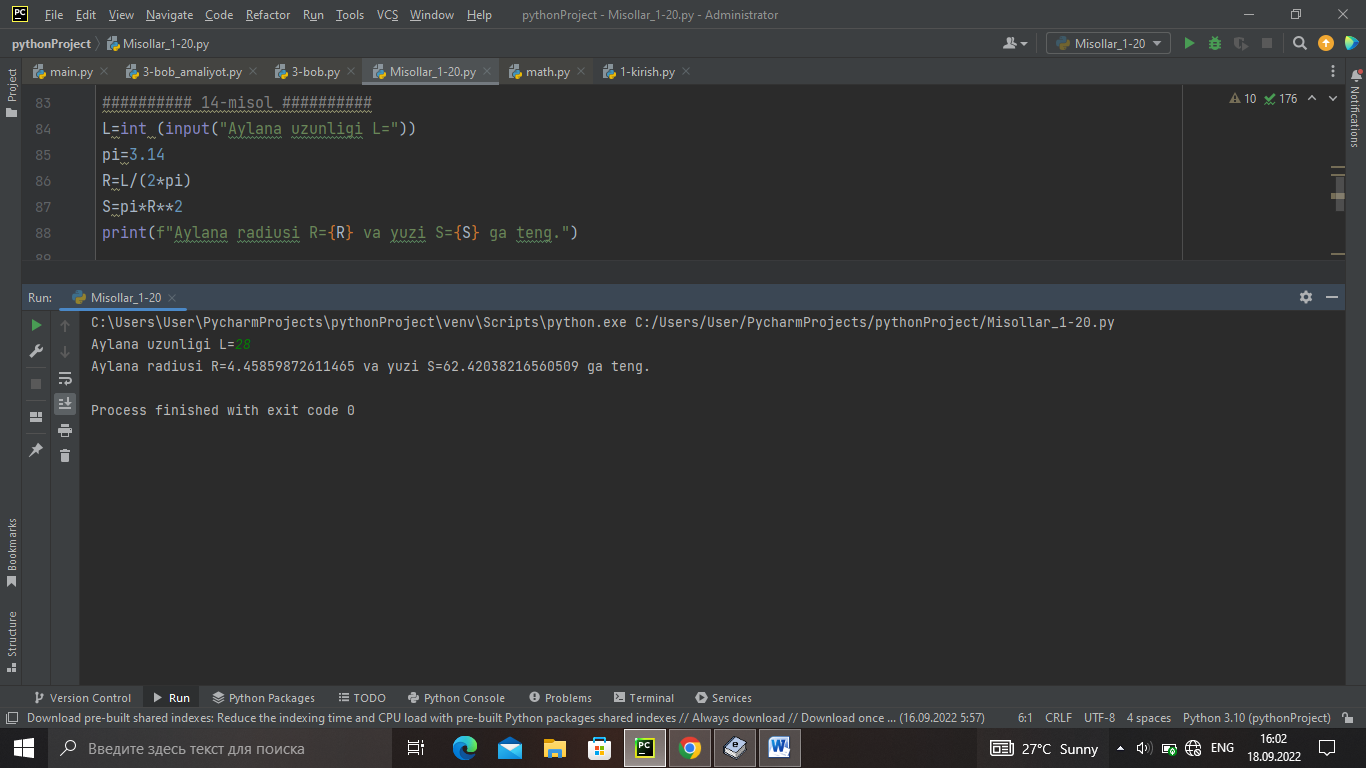 File Edit View Navigate Code Refactor Run Tools VCS Window Help pythonProject - Misollar_1-20.py - Administrator
pythonProject Misollar_1-20.py Misollar_1-20
Project main.py 3-bob_amaliyot.py 3-bob.py Misollar_1-20.py math.py 1-kirish.py Notifications
83 ########## 14-misol ########## 10 176
84 L=int (input("Aylana uzunligi L="))
85 pi=3.14
86 R=L/(2*pi)
87 S=pi*R**2
88 print(f"Aylana radiusi R={R} va yuzi S={S} ga teng.")
89
Run: Misollar_1-20
C:\Users\User\PycharmProjects\pythonProject\venv\Scripts\python.exe C:/Users/User/PycharmProjects/pythonProject/Misollar_1-20.py
Aylana uzunligi L=28
Aylana radiusi R=4.45859872611465 va yuzi S=62.42038216560509 ga teng.
Process finished with exit code 0
Bookmarks
Structure
Version Control Run Python Packages TODO Python Console Problems Terminal Services
Download pre-built shared indexes: Reduce the indexing time and CPU load with pre-built Python packages shared indexes // Always download // Download once ... (16.09.2022 5:57) 6:1 CRLF UTF-8 4 spaces Python 3.10 (pythonProject)
Введите здесь текст для поиска PC W 27°C Sunny ENG 16:02
18.09.2022